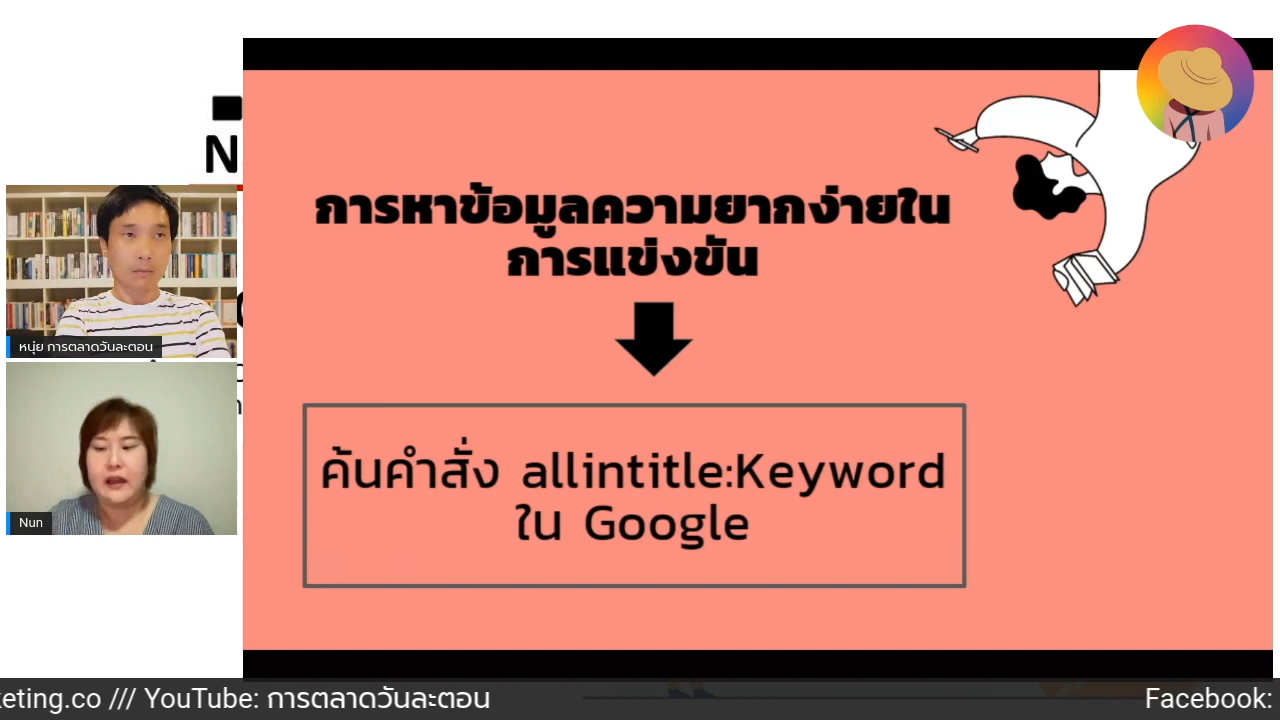 การหาข้อมูลความยากง่ายใน
การแข่งขัน
ค้นคำสั่ง allintitle:Keyword
ใน Google
หนุ่ย การตลาดวันละตอน
Nun
keting.co /// YouTube: การตลาดวันละตอน
Facebook: